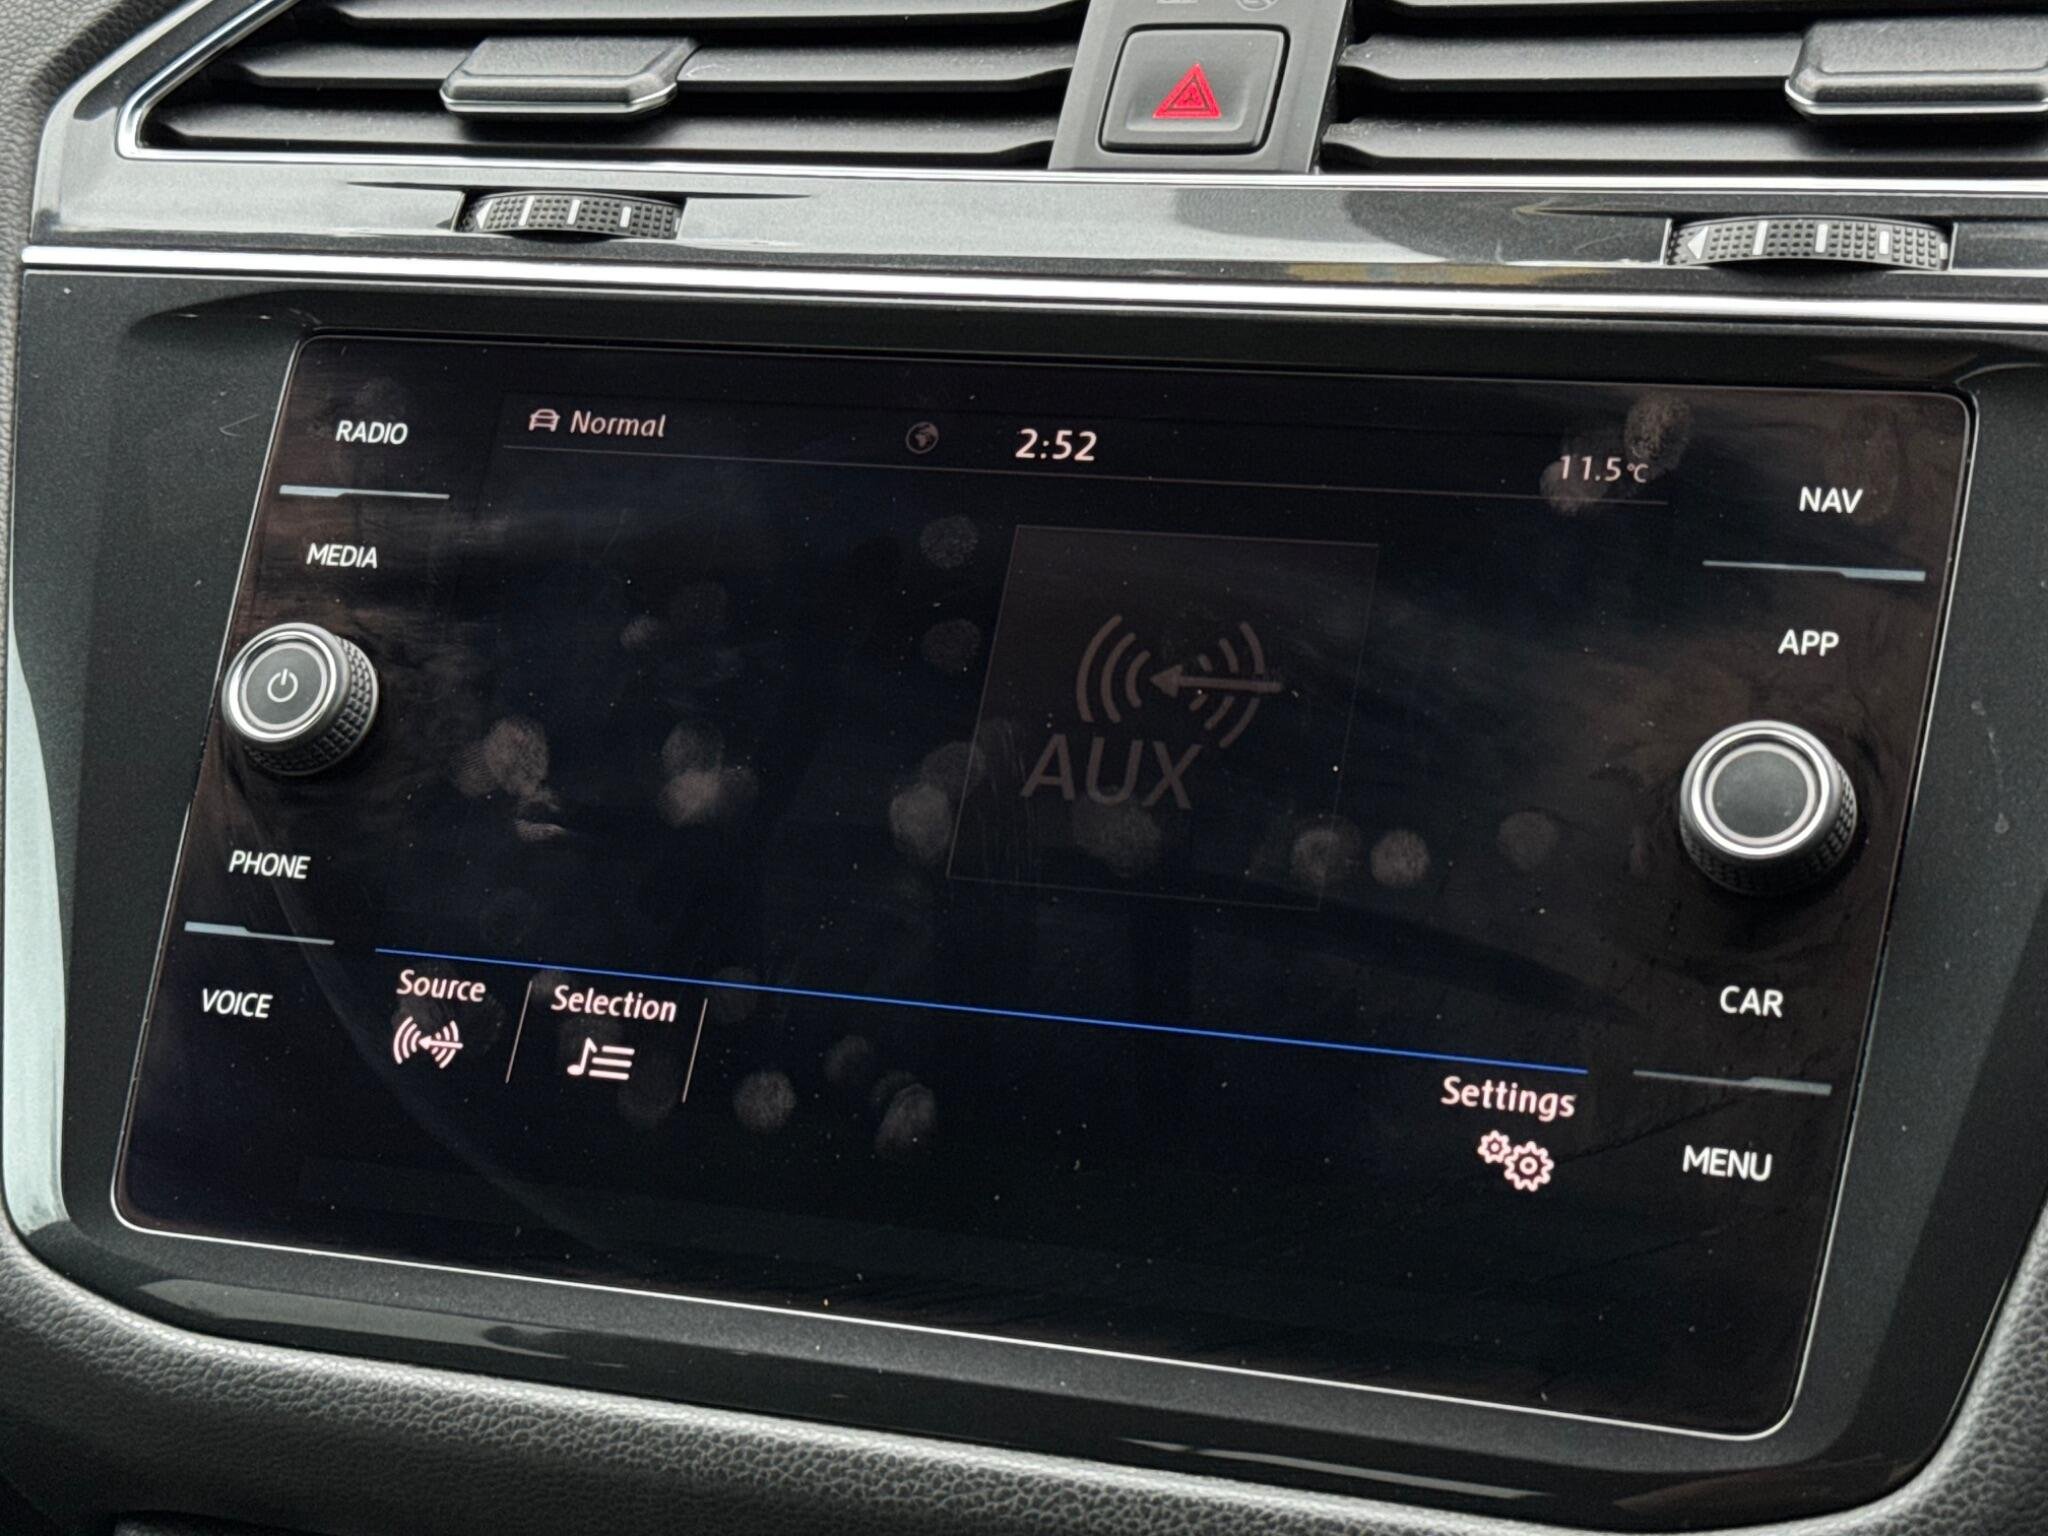 RADIO
Normal
2:52
11.5°C
NAV
MEDIA
APP
AUX
PHONE
CAR
VOICE
Source
Selection
Settings
MENU